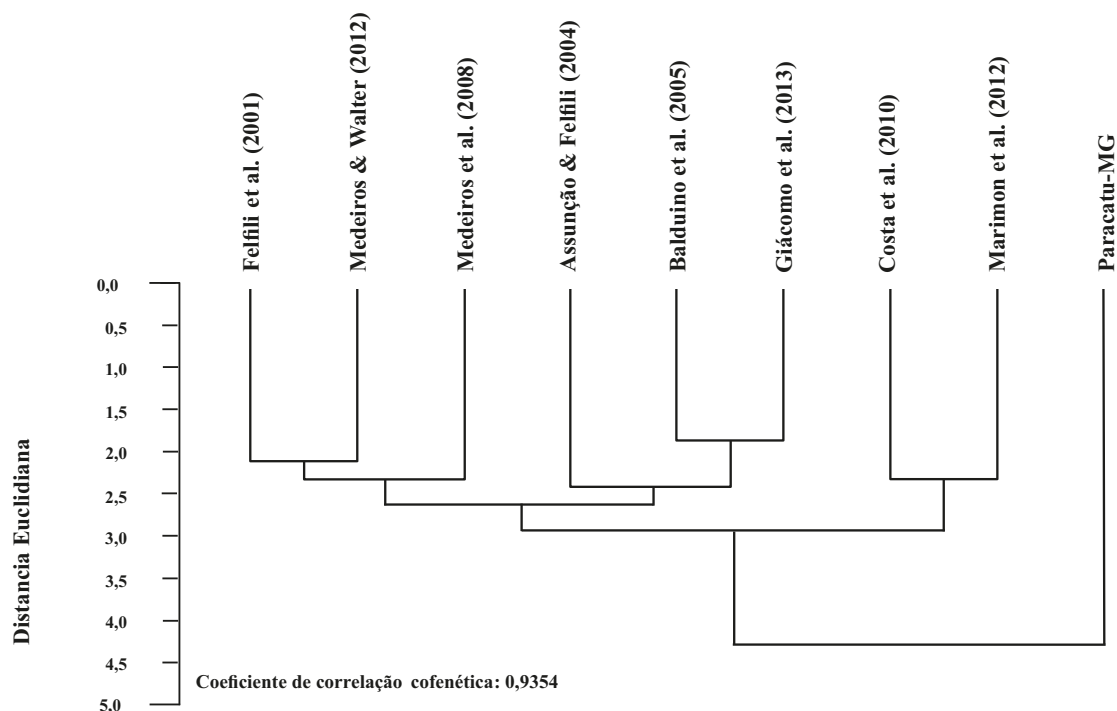 Felfili et al. (2001)
Medeiros & Walter (2012)
Medeiros et al. (2008)
Assunção & Felfili (2004)
Balduino et al. (2005)
Giácomo et al. (2013)
Costa et al. (2010)
Marimon et al. (2012)
Paracatu-MG
Distancia Euclidiana
0,0
0,5
1,0
1,5
2,0
2,5
3,0
3,5
4,0
4,5
5,0
Coeficiente de correlação cofenética: 0,9354